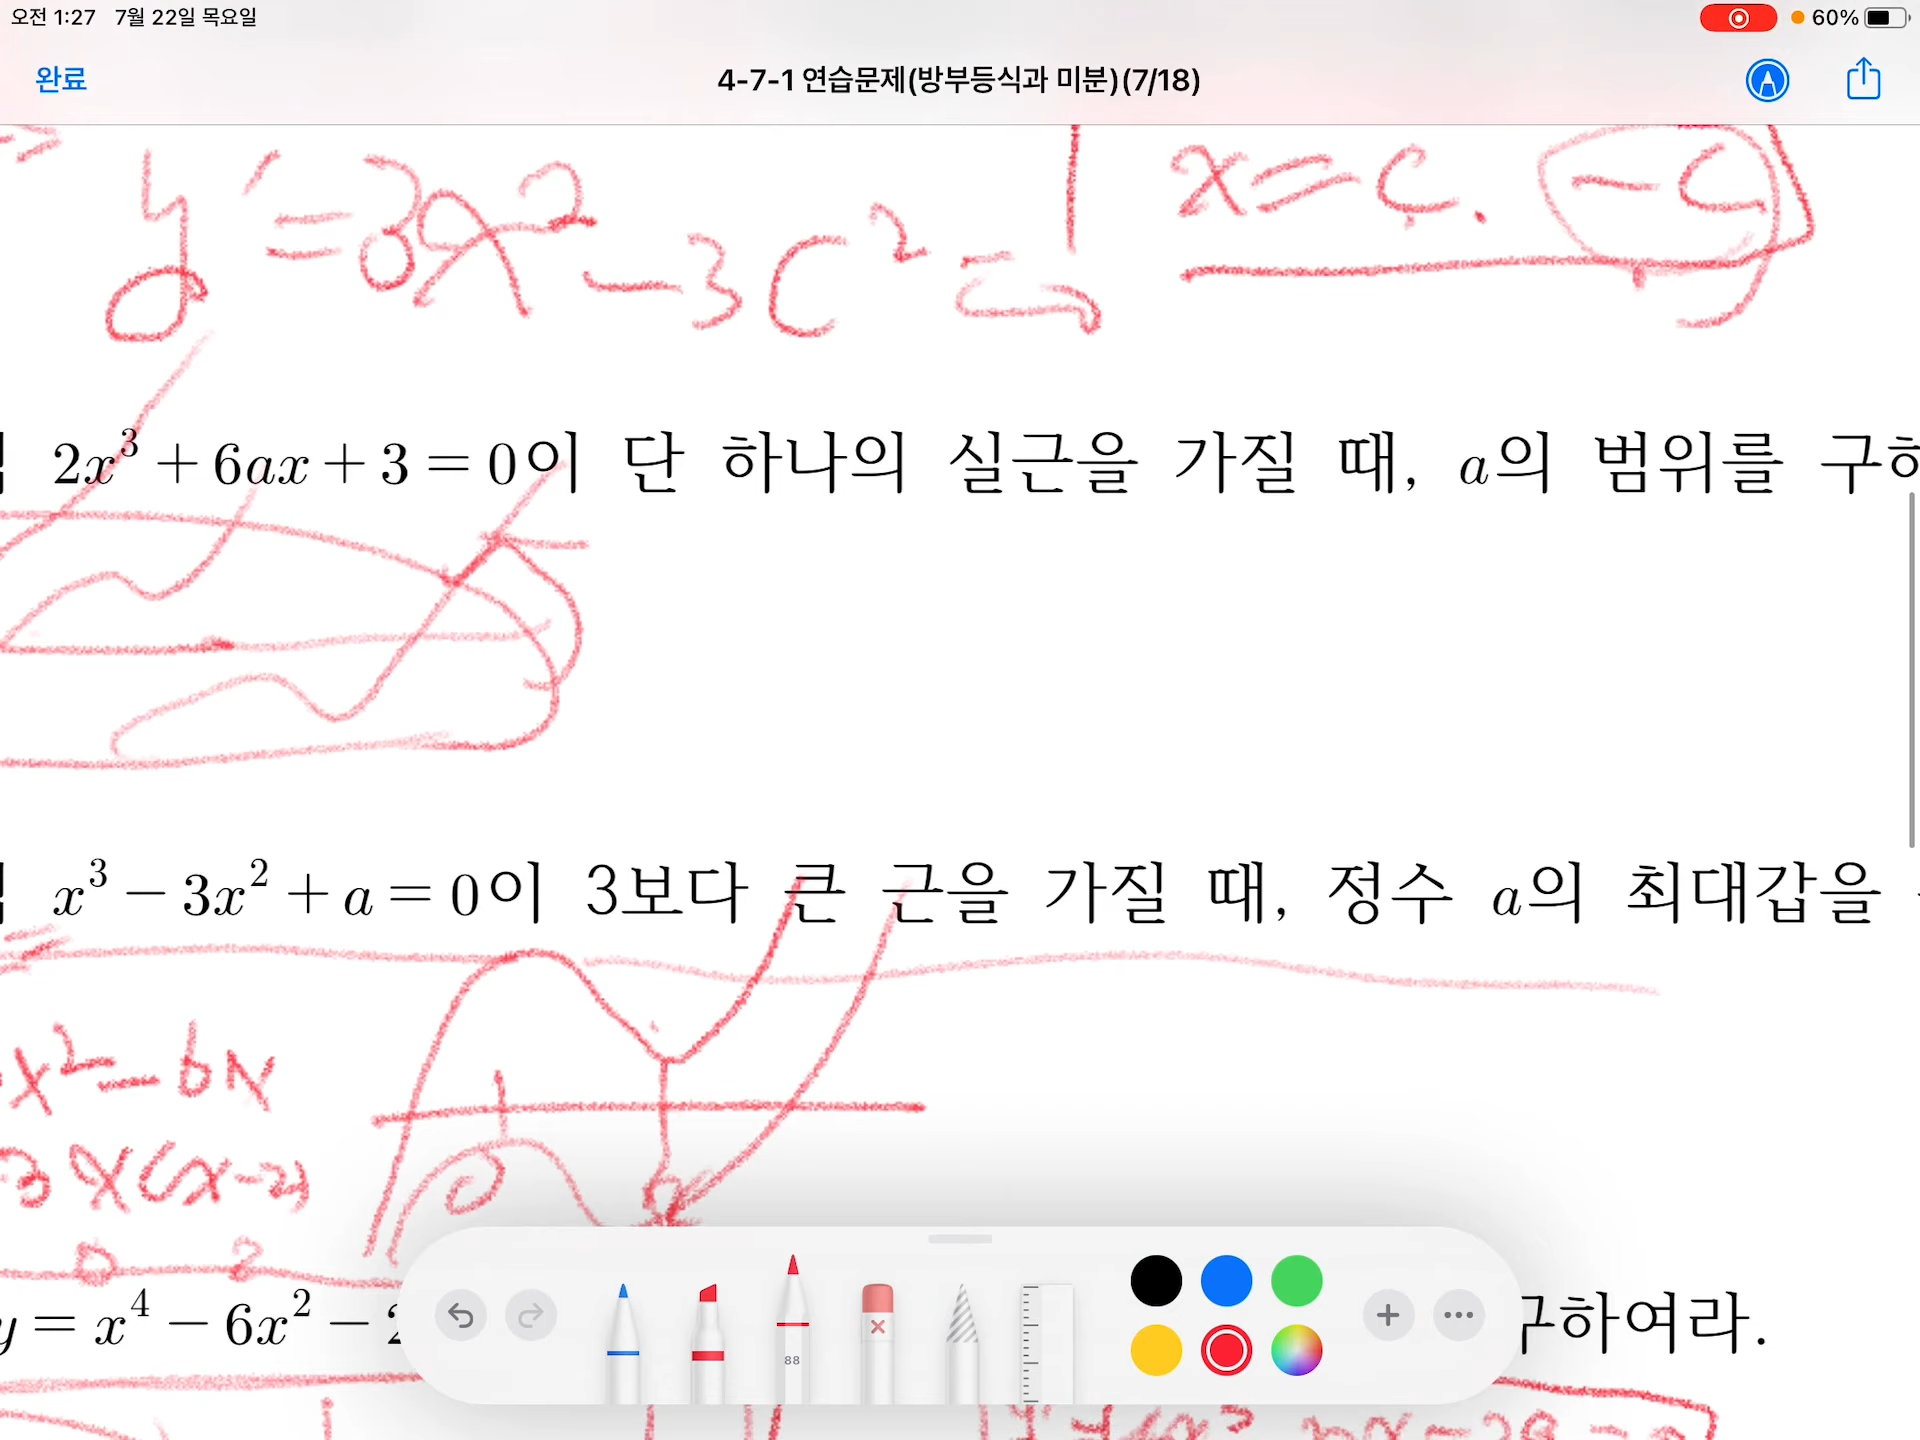 오전 1:27 7월 22일 목요일
60%
완료
4-7-1 연습문제(방부등식과 미분)(7/18)
y' = 3x² - 3c² =
x = c. -c
2x³ + 6ax + 3 = 0이 단 하나의 실근을 가질 때, a의 범위를
x³ - 3x² + a = 0이 3보다 큰 근을 가질 때, 정수 a의 최대값을
x² - 6x
3x(x-2)
0 2
y = x⁴ - 6x² -
구하여라.
88